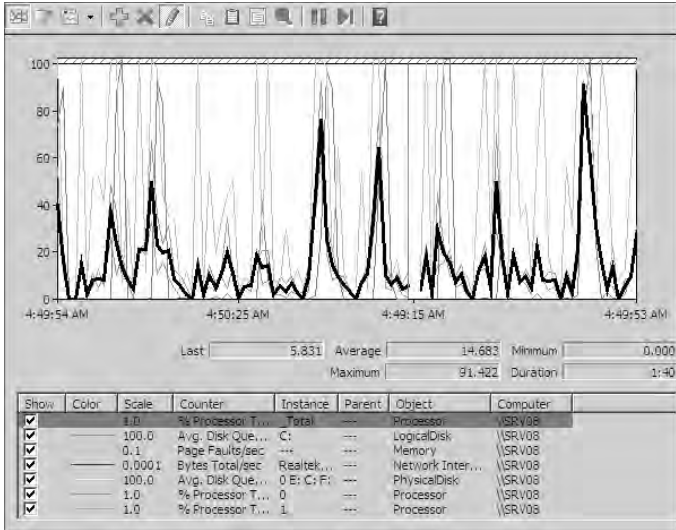 100
80
60
40
20
0
4:49:54 AM 4:50:25 AM 4:49:15 AM 4:49:53 AM
Last 5.831 Average 14.683 Minimum 0.000
Maximum 91.422 Duration 1:40
Show Color Scale Counter Instance Parent Object Computer
1.0 % Processor T... _Total --- Processor \\SRV08
100.0 Avg. Disk Que... C: --- LogicalDisk \\SRV08
0.1 Page Faults/sec --- --- Memory \\SRV08
0.0001 Bytes Total/sec Realtek... --- Network Inter... \\SRV08
100.0 Avg. Disk Que... 0 E: C: F: --- PhysicalDisk \\SRV08
1.0 % Processor T... 0 --- Processor \\SRV08
1.0 % Processor T... 1 --- Processor \\SRV08